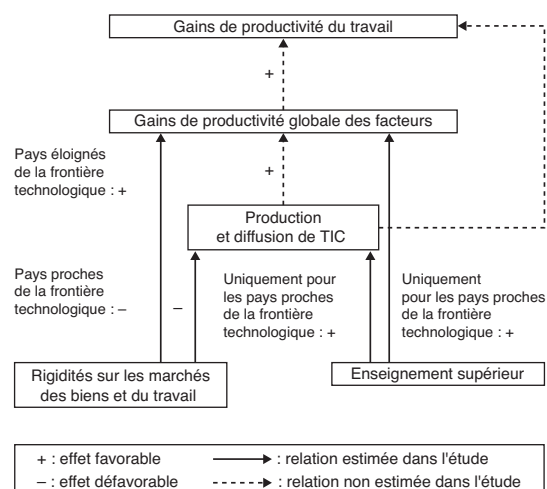 Gains de productivité du travail
+
Gains de productivité globale des facteurs
Pays éloignés
de la frontière
technologique : +
+
Production
et diffusion de TIC
Pays proches
de la frontière
technologique : –
–
Uniquement pour
les pays proches
de la frontière
technologique : +
Uniquement
pour les pays proches
de la frontière
technologique : +
Rigidités sur les marchés
des biens et du travail
Enseignement supérieur
+ : effet favorable
: relation estimée dans l'étude
– : effet défavorable
: relation non estimée dans l'étude